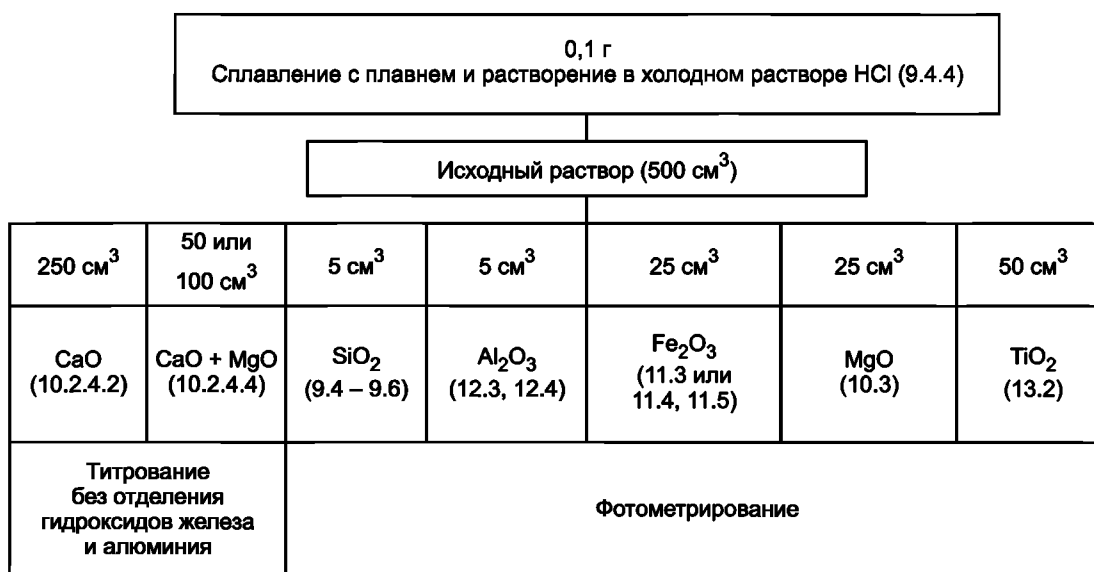 0,1 г
Сплавление с плавнем и растворение в холодном растворе HCl (9.4.4)
Исходный раствор (500 см³)
250 см³
50 или
100 см³
5 см³
5 см³
25 см³
25 см³
50 см³
CaO
(10.2.4.2)
CaO + MgO
(10.2.4.4)
SiO₂
(9.4 – 9.6)
Al₂O₃
(12.3, 12.4)
Fe₂O₃
(11.3 или
11.4, 11.5)
MgO
(10.3)
TiO₂
(13.2)
Титрование
без отделения
гидроксидов железа
и алюминия
Фотометрирование